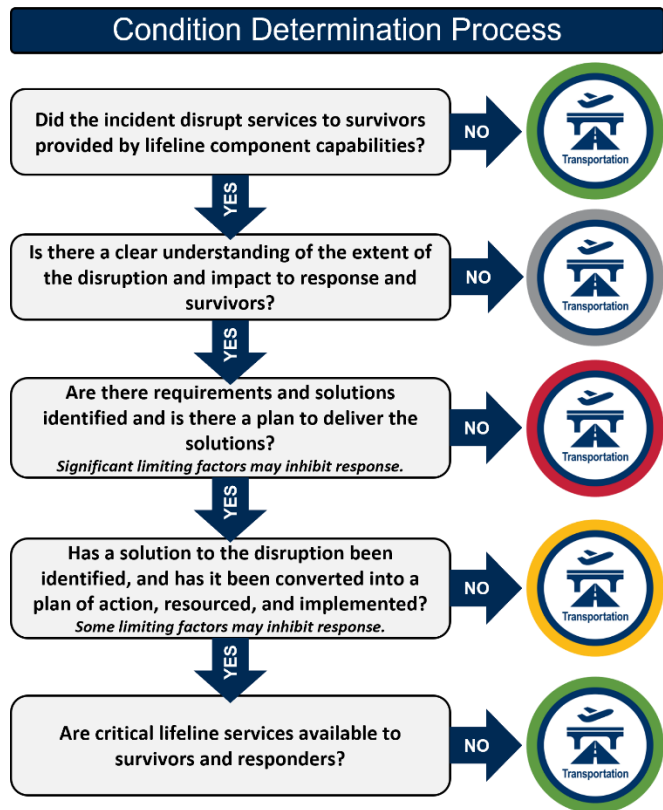 Condition Determination Process
Did the incident disrupt services to survivors
provided by lifeline component capabilities?
NO
Transportation
YES
Is there a clear understanding of the extent of
the disruption and impact to response and
survivors?
NO
Transportation
YES
Are there requirements and solutions
identified and is there a plan to deliver the
solutions?
Significant limiting factors may inhibit response.
NO
Transportation
YES
Has a solution to the disruption been
identified, and has it been converted into a
plan of action, resourced, and implemented?
Some limiting factors may inhibit response.
NO
Transportation
YES
Are critical lifeline services available to
survivors and responders?
NO
Transportation